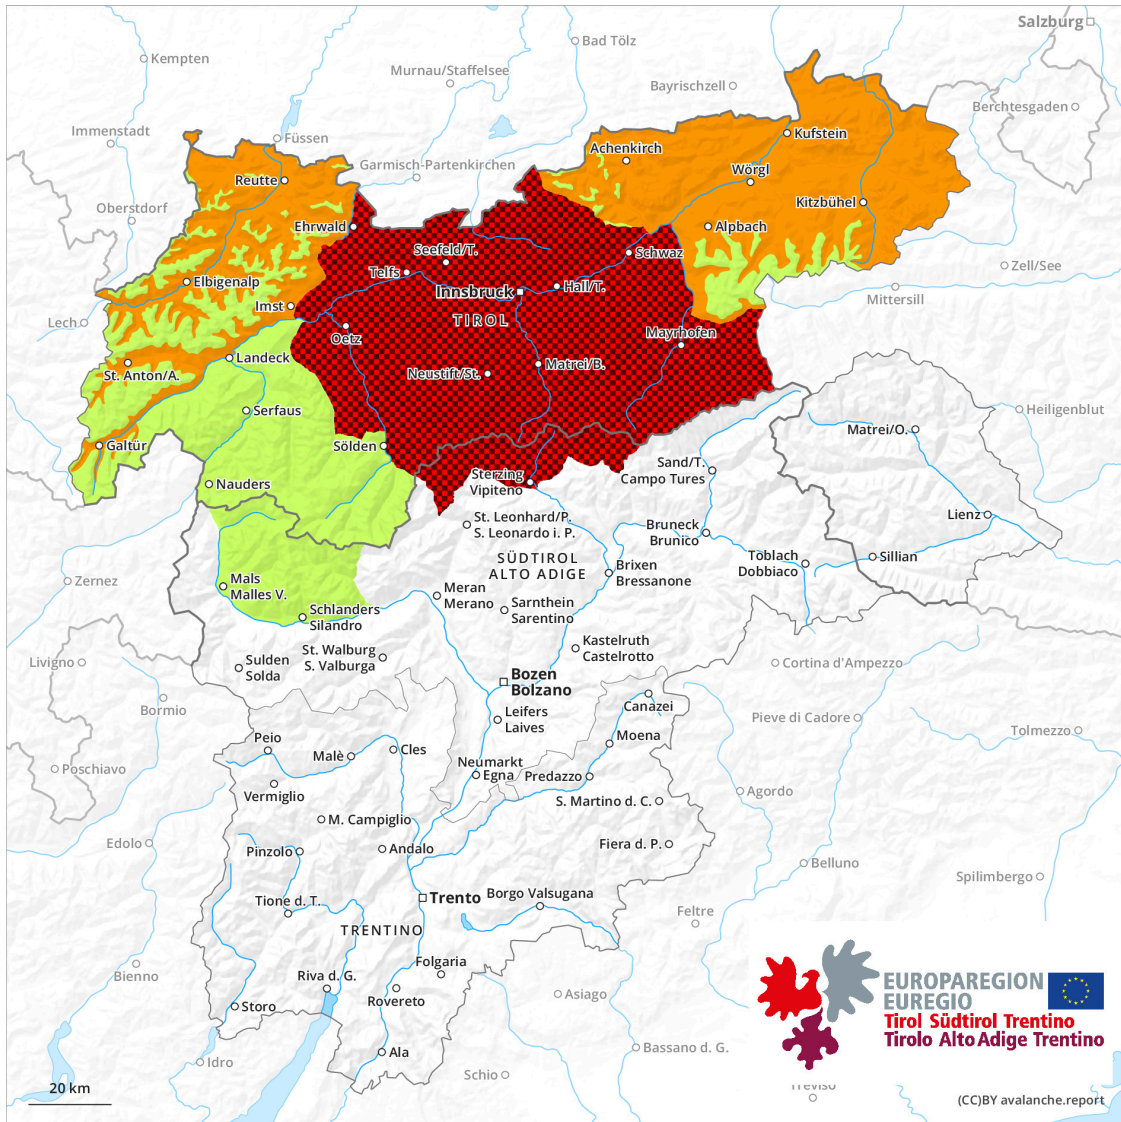 Salzburg
Bad Tölz
Kempten
Murnau/Staffelsee
Bayrischzell
Berchtesgaden
Immenstadt
Füssen
Kufstein
Achenkirch
Garmisch-Partenkirchen
Wörgl
Reutte
Oberstdorf
Kitzbühel
Ehrwald
Alpbach
Seefeld/T.
Schwaz
Telfs
Zell/See
Elbigenalp
Hall/T.
Innsbruck
Mittersill
Imst
TIROL
Lech
Oetz
Mayrhofen
Landeck
Matrei/B.
St. Anton/A.
Neustift/St.
Serfaus
Heiligenblut
Matrei/O.
Galtür
Sölden
Sand/T.
Campo Tures
Sterzing
Vipiteno
Nauders
St. Leonhard/P.
S. Leonardo i. P.
Lienz
Bruneck
Brunico
SÜDTIROL
ALTO ADIGE
Toblach
Dobbiaco
Sillian
Brixen
Bressanone
Zernez
Mals
Malles V.
Meran
Merano
Sarnthein
Sarentino
Schlanders
Silandro
Kastelruth
Castelrotto
St. Walburg
S. Valburga
Livigno
Sulden
Solda
Cortina d'Ampezzo
Bozen
Bolzano
Bormio
Canazei
Leifers
Laives
Pieve di Cadore
Tolmezzo
Peio
Moena
Malè
Cles
Poschiavo
Neumarkt
Egna
Predazzo
Vermiglio
Agordo
S. Martino d. C.
M. Campiglio
Edolo
Pinzolo
Andalo
Fiera d. P.
Belluno
Spilimbergo
Trento
Borgo Valsugana
Tione d. T.
Feltre
TRENTINO
Folgaria
Bienno
Riva d. G.
Rovereto
Asiago
Storo
EUROPAREGION
EUREGIO
Tirol Südtirol Trentino
Tirolo Alto Adige Trentino
Ala
Bassano d. G.
Idro
Schio
Treviso
20 km
(CC)BY avalanche.report